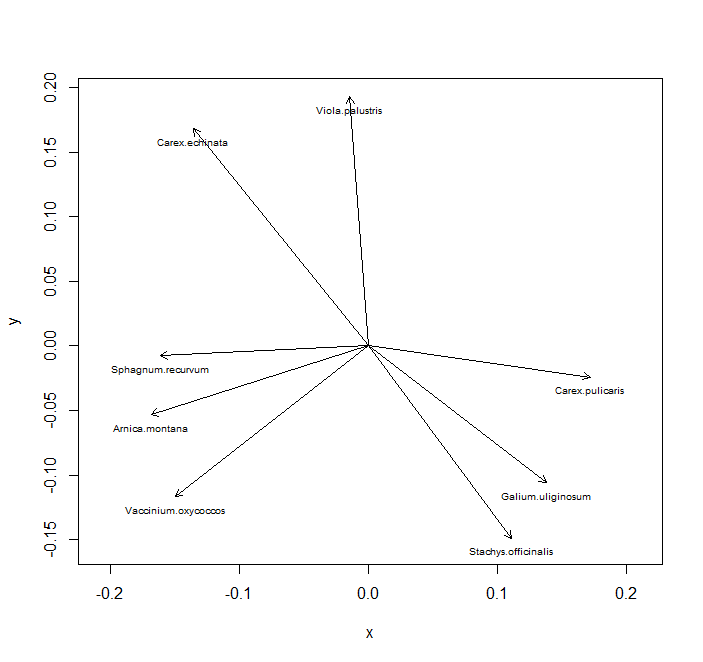 0.20
Viola.palustris
Carex.echinata
0.15
0.10
0.05
y
0.00
Sphagnum.recurvum
Carex.pulicaris
-0.05
Arnica.montana
-0.10
Galium.uliginosum
Vaccinium.oxycoccos
-0.15
Stachys.officinalis
-0.2 -0.1 0.0 0.1 0.2
x